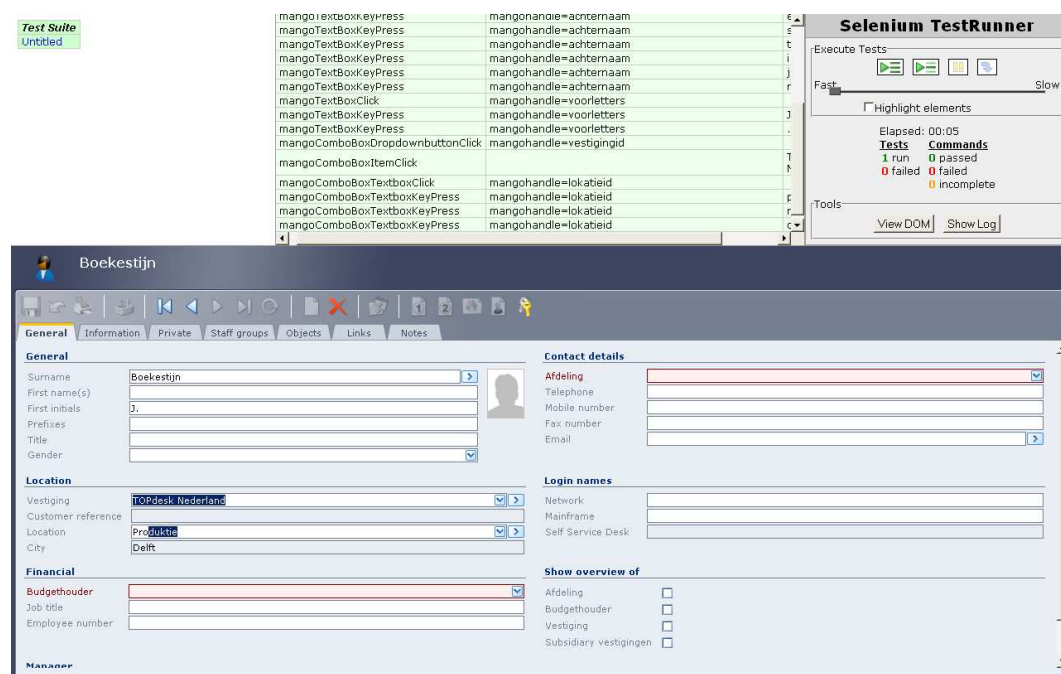 Test Suite
Untitled
mangoTextBoxKeyPress mangohandle=achternaam e
mangoTextBoxKeyPress mangohandle=achternaam s
mangoTextBoxKeyPress mangohandle=achternaam t
mangoTextBoxKeyPress mangohandle=achternaam i
mangoTextBoxKeyPress mangohandle=achternaam j
mangoTextBoxKeyPress mangohandle=achternaam
mangoTextBoxClick mangohandle=voorletters
mangoTextBoxKeyPress mangohandle=voorletters J
mangoTextBoxKeyPress mangohandle=voorletters .
mangoComboBoxDropdownbuttonClick mangohandle=vestigingid
mangoComboBoxItemClick
mangoComboBoxTextboxClick mangohandle=lokatieid
mangoComboBoxTextboxKeyPress mangohandle=lokatieid p
mangoComboBoxTextboxKeyPress mangohandle=lokatieid r
mangoComboBoxTextboxKeyPress mangohandle=lokatieid
Selenium TestRunner
Execute Tests
Fast Slow
Highlight elements
Elapsed: 00:05
Tests Commands
1 run 0 passed
0 failed 0 failed
0 incomplete
Tools
View DOM Show Log
Boekestijn
1 2
General Information Private Staff groups Objects Links Notes
General
Surname Boekestijn
First name(s)
First initials J.
Prefixes
Title
Gender
Location
Vestiging TOPdesk Nederland
Customer reference
Location Produktie
City Delft
Financial
Budgethouder
Job title
Employee number
Manager
Contact details
Afdeling
Telephone
Mobile number
Fax number
Email
Login names
Network
Mainframe
Self Service Desk
Show overview of
Afdeling
Budgethouder
Vestiging
Subsidiary vestigingen